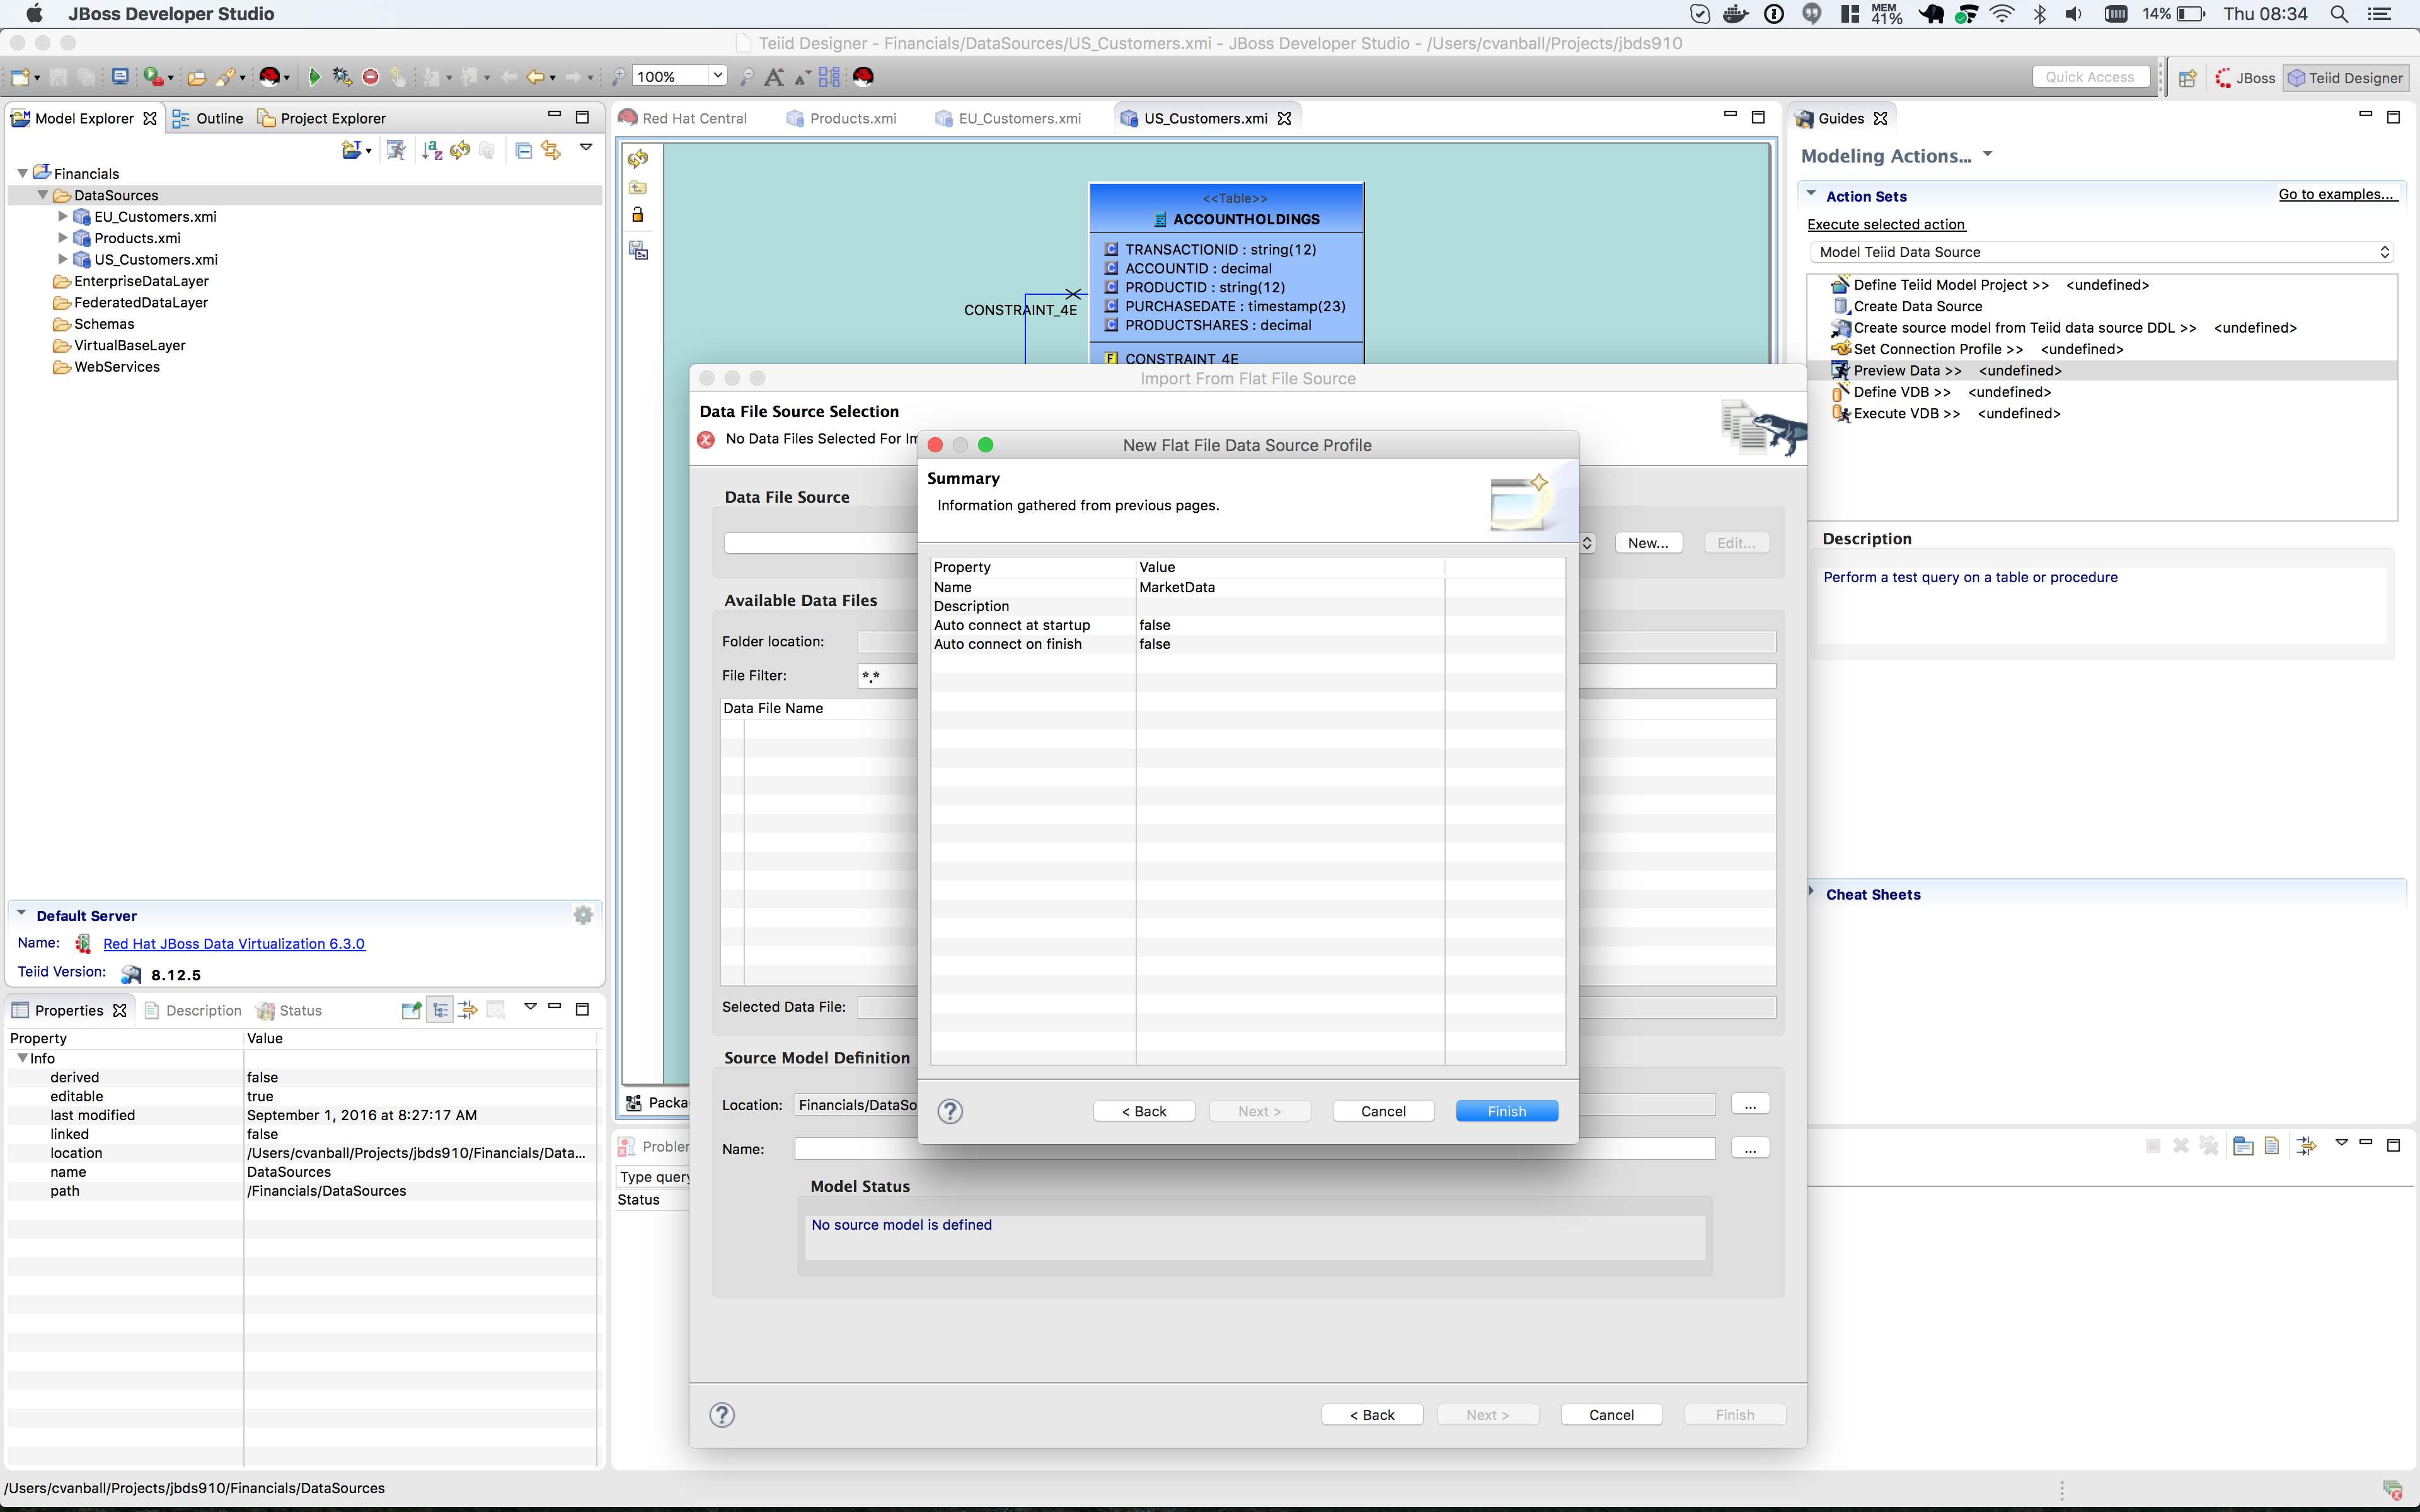 JBoss Developer Studio
MEM
41%
14%
Thu 08:34
Teiid Designer - Financials/DataSources/US_Customers.xmi - JBoss Developer Studio - /Users/cvanball/Projects/jbds910
100%
Quick Access
JBoss
Teiid Designer
Model Explorer
Outline
Project Explorer
Financials
DataSources
EU_Customers.xmi
Products.xmi
US_Customers.xmi
EnterpriseDataLayer
FederatedDataLayer
Schemas
VirtualBaseLayer
WebServices
Default Server
Name: Red Hat JBoss Data Virtualization 6.3.0
Teiid Version: 8.12.5
Properties
Description
Status
Property Value
Info
derived false
editable true
last modified September 1, 2016 at 8:27:17 AM
linked false
location /Users/cvanball/Projects/jbds910/Financials/Data...
name DataSources
path /Financials/DataSources
/Users/cvanball/Projects/jbds910/Financials/DataSources
Red Hat Central
Products.xmi
EU_Customers.xmi
US_Customers.xmi
<<Table>>
ACCOUNTHOLDINGS
TRANSACTIONID : string(12)
ACCOUNTID : decimal
PRODUCTID : string(12)
PURCHASEDATE : timestamp(23)
PRODUCTSHARES : decimal
CONSTRAINT_4E
CONSTRAINT_4E
Packa
Problem
Type query
Status
Import From Flat File Source
Data File Source Selection
No Data Files Selected For Im
Data File Source
New...
Edit...
Available Data Files
Folder location:
File Filter: *.*
Data File Name
Selected Data File:
Source Model Definition
Location: Financials/DataSo
...
Name:
...
Model Status
No source model is defined
< Back
Next >
Cancel
Finish
New Flat File Data Source Profile
Summary
Information gathered from previous pages.
Property Value
Name MarketData
Description
Auto connect at startup false
Auto connect on finish false
< Back
Next >
Cancel
Finish
Guides
Modeling Actions...
Action Sets
Go to examples...
Execute selected action
Model Teiid Data Source
Define Teiid Model Project >> <undefined>
Create Data Source
Create source model from Teiid data source DDL >> <undefined>
Set Connection Profile >> <undefined>
Preview Data >> <undefined>
Define VDB >> <undefined>
Execute VDB >> <undefined>
Description
Perform a test query on a table or procedure
Cheat Sheets